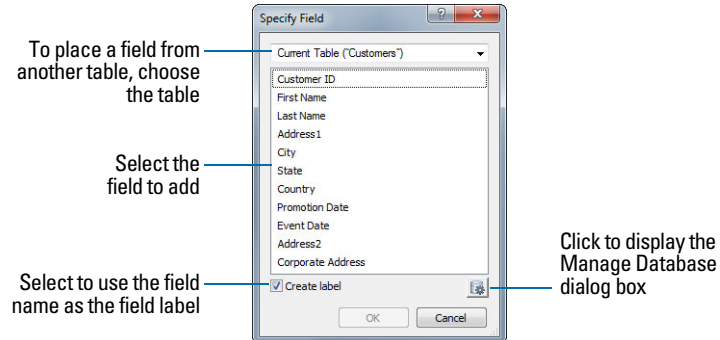 Specify Field
To place a field from
another table, choose
the table
Current Table ("Customers")
Customer ID
First Name
Last Name
Address1
City
State
Country
Promotion Date
Event Date
Address2
Corporate Address
Select the
field to add
Select to use the field
name as the field label
Create label
Click to display the
Manage Database
dialog box
OK
Cancel